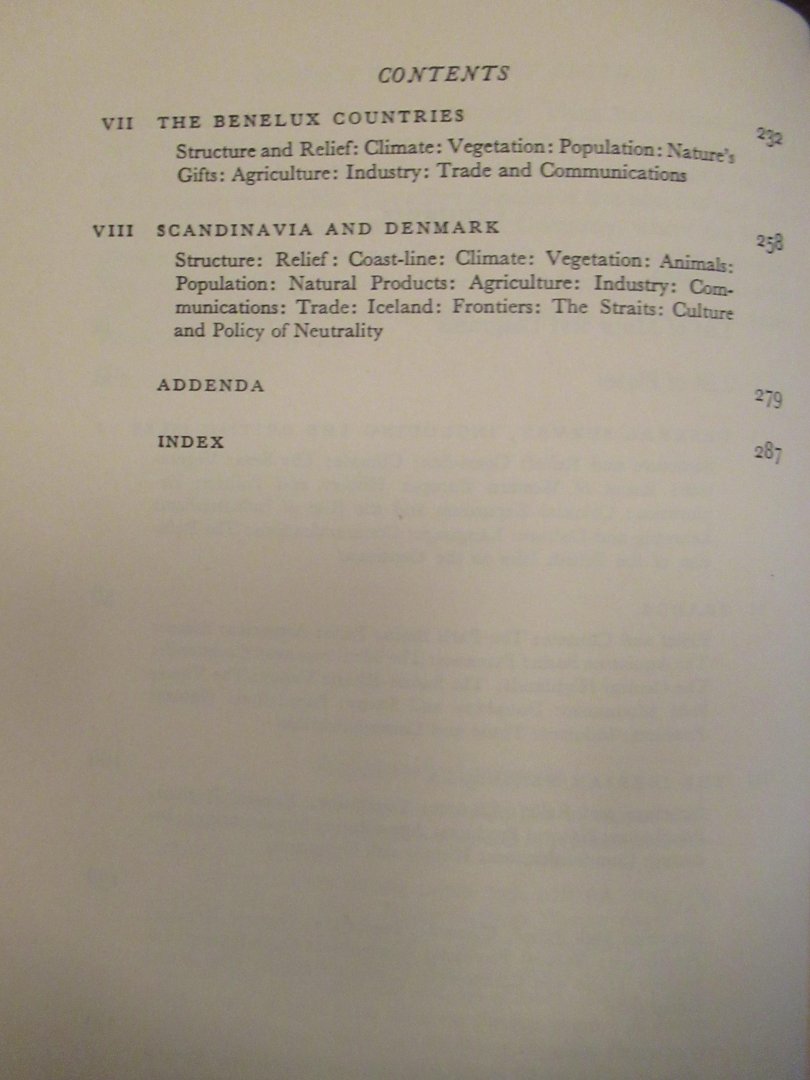 CONTENTS
VII THE BENELUX COUNTRIES 232
Structure and Relief: Climate: Vegetation: Population: Nature's
Gifts: Agriculture: Industry: Trade and Communications
VIII SCANDINAVIA AND DENMARK 258
Structure: Relief: Coast-line: Climate: Vegetation: Animals:
Population: Natural Products: Agriculture: Industry: Com-
munications: Trade: Iceland: Frontiers: The Straits: Culture
and Policy of Neutrality
ADDENDA 279
INDEX 287